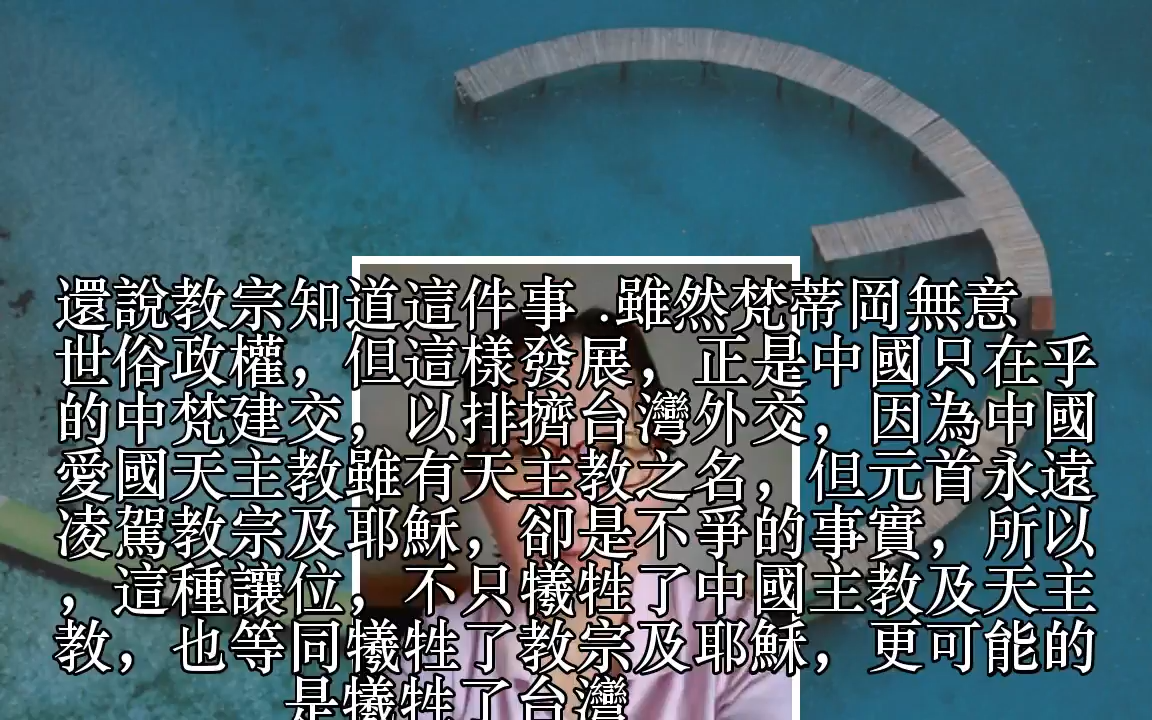 還說教宗知道這件事 .雖然梵蒂岡無意
世俗政權，但這樣發展，正是中國只在乎
的中梵建交，以排擠台灣外交，因為中國
愛國天主教雖有天主教之名，但元首永遠
凌駕教宗及耶穌，卻是不爭的事實，所以
，這種讓位，不只犧牲了中國主教及天主
教，也等同犧牲了教宗及耶穌，更可能的
是犧牲了台灣